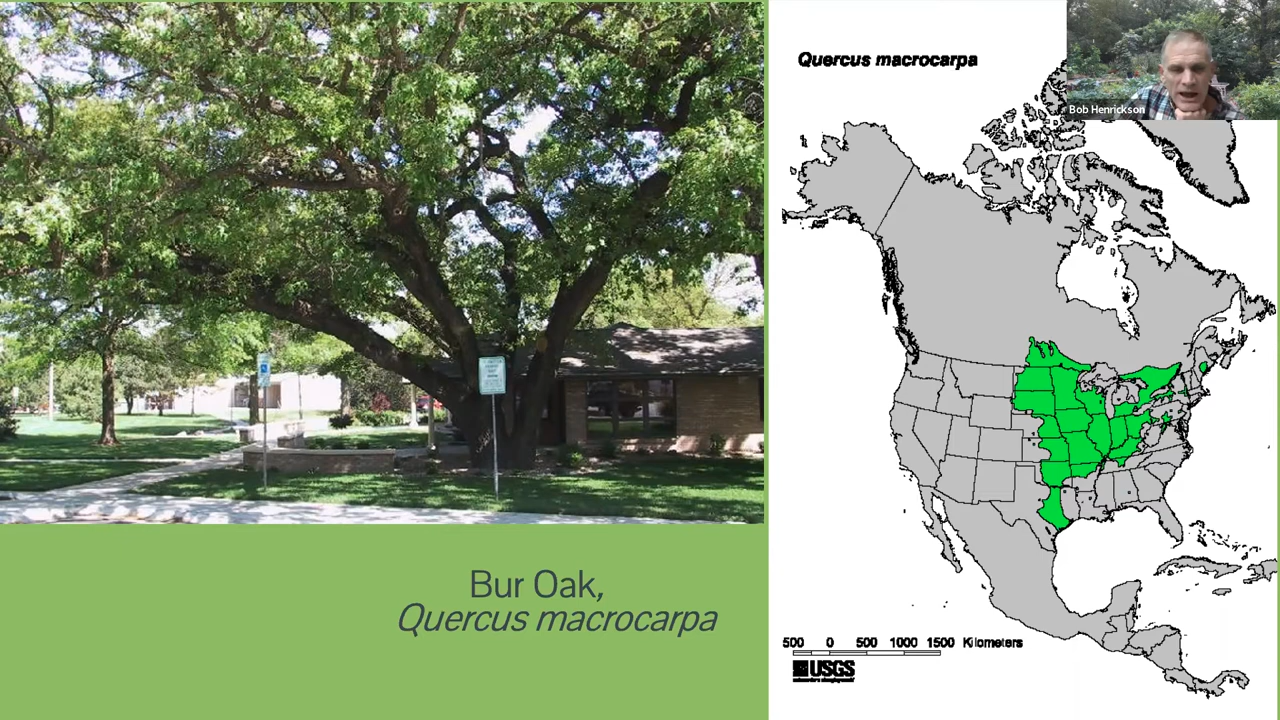 Quercus macrocarpa
Bob Henrickson
Bur Oak,
Quercus macrocarpa
500 0 500 1000 1500 Kilometers
USGS